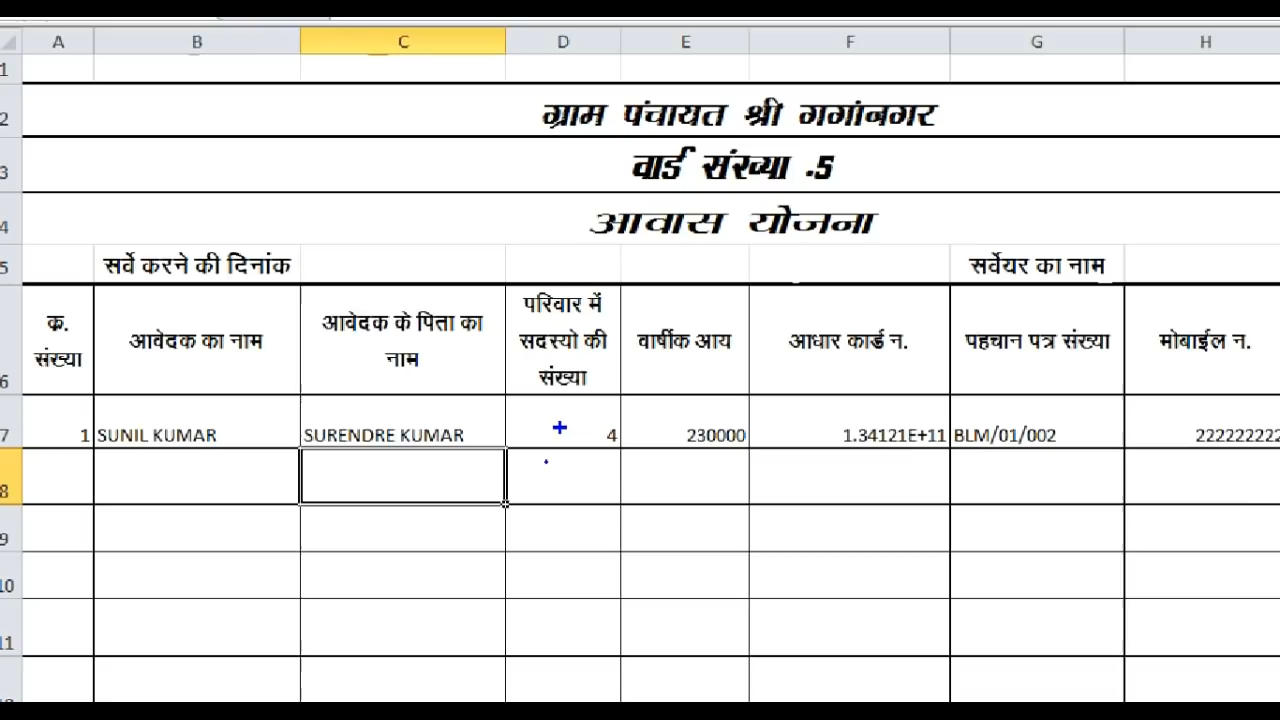 A B C D E F G H
1
2 ग्राम पंचायत श्री गगांनगर
3 वार्ड संख्या .5
4 आवास योजना
5 सर्वे करने की दिनांक सर्वेयर का नाम
6 क्र. संख्या आवेदक का नाम आवेदक के पिता का नाम परिवार में सदस्यो की संख्या वार्षीक आय आधार कार्ड न. पहचान पत्र संख्या मोबाईल न.
7 1 SUNIL KUMAR SURENDRE KUMAR 4 230000 1.34121E+11 BLM/01/002 222222222
8
9
10
11